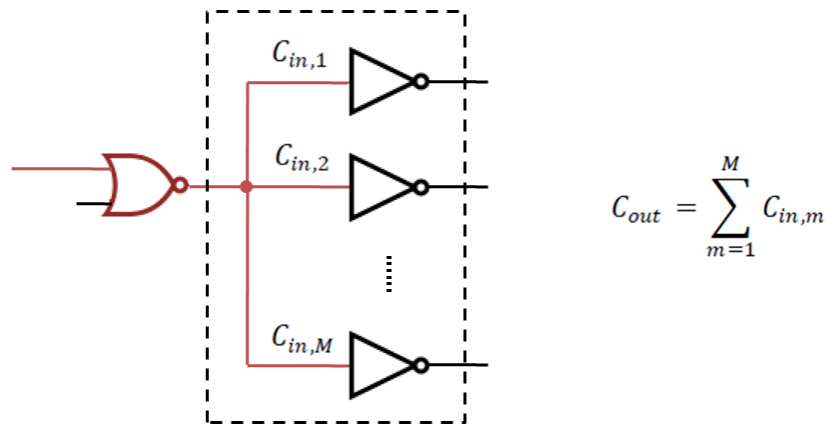 C_{in,1}
C_{in,2}
C_{out} = \sum_{m=1}^{M} C_{in,m}
C_{in,M}